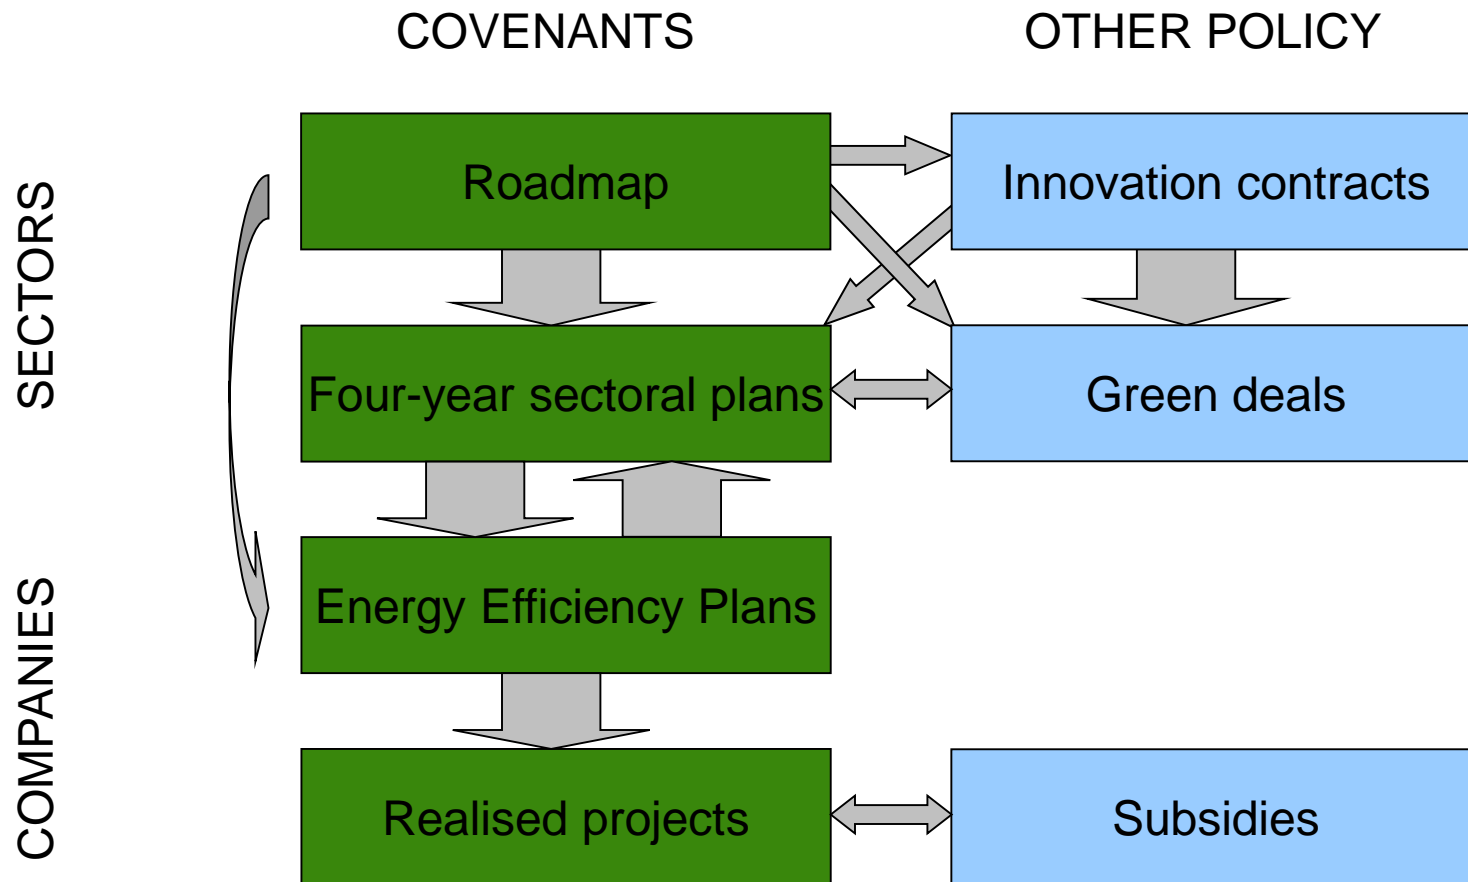 COVENANTS
OTHER POLICY
SECTORS
Roadmap
Innovation contracts
Four-year sectoral plans
Green deals
COMPANIES
Energy Efficiency Plans
Realised projects
Subsidies